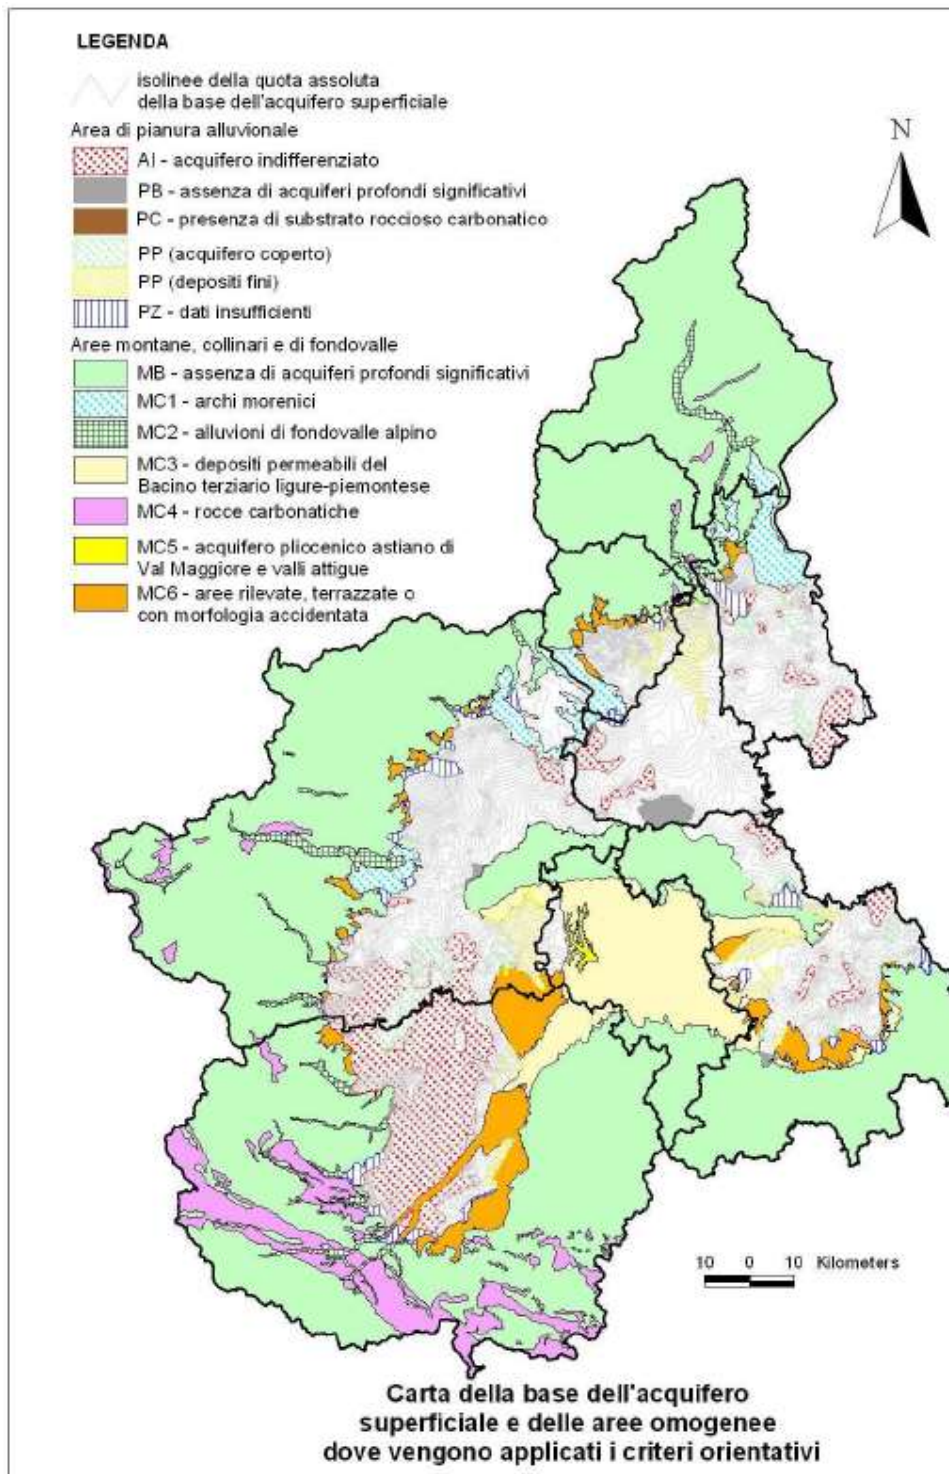 LEGENDA
isolinee della quota assoluta
della base dell'acquifero superficiale
Area di pianura alluvionale
AI - acquifero indifferenziato
PB - assenza di acquiferi profondi significativi
PC - presenza di substrato roccioso carbonatico
PP (acquifero coperto)
PP (depositi fini)
PZ - dati insufficienti
Aree montane, collinari e di fondovalle
MB - assenza di acquiferi profondi significativi
MC1 - archi morenici
MC2 - alluvioni di fondovalle alpino
MC3 - depositi permeabili del
Bacino terziario ligure-piemontese
MC4 - rocce carbonatiche
MC5 - acquifero pliocenico astiano di
Val Maggiore e valli attigue
MC6 - aree rilevate, terrazzate o
con morfologia accidentata
N
10 0 10 Kilometers
Carta della base dell'acquifero
superficiale e delle aree omogenee
dove vengono applicati i criteri orientativi